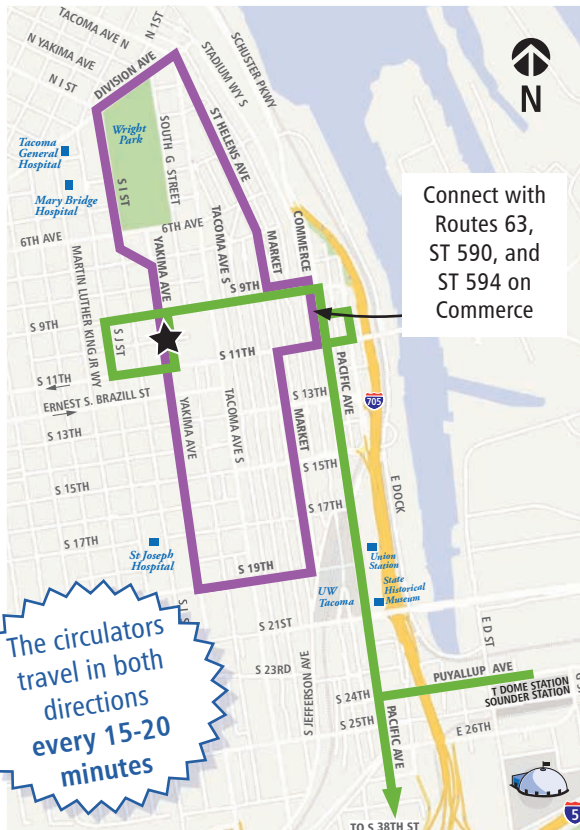 TACOMA AVE N
N 1ST
N YAKIMA AVE
N I ST
DIVISION AVE
STADIUM WY S
SCHUSTER PKWY
N
Wright
Park
Tacoma
General
Hospital
Mary Bridge
Hospital
SOUTH G STREET
ST HELENS AVE
S I ST
6TH AVE
6TH AVE
YAKIMA AVE
TACOMA AVE S
MARKET
COMMERCE
Connect with
Routes 63,
ST 590, and
ST 594 on
Commerce
MARTIN LUTHER KING JR WY
S 9TH
S 9TH
S J ST
S 11TH
S 11TH
PACIFIC AVE
ERNEST S. BRAZILL ST
S 13TH
S 13TH
705
YAKIMA AVE
TACOMA AVE S
MARKET
S 15TH
S 15TH
E DOCK
S 17TH
S 17TH
St Joseph
Hospital
Union
Station
S 19TH
UW
Tacoma
State
Historical
Museum
The circulators
travel in both
directions
every 15-20
minutes
S 21ST
E D ST
S JEFFERSON AVE
S 23RD
PUYALLUP AVE
S 24TH
T DOME STATION
SOUNDER STATION
S 25TH
PACIFIC AVE
E 26TH
5
TO S 38TH ST